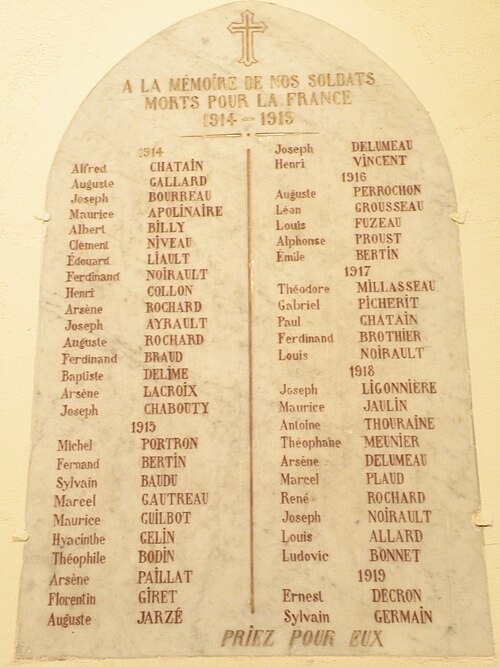 A LA MÉMOIRE DE NOS SOLDATS
MORTS POUR LA FRANCE
1914 - 1919
1914
Alfred CHATAIN
Auguste GALLARD
Joseph BOURREAU
Maurice APOLINAIRE
Albert BILLY
Clément NIVEAU
Édouard LIAULT
Ferdinand NOIRAULT
Henri COLLON
Arsène ROCHARD
Joseph AYRAULT
Auguste ROCHARD
Ferdinand BRAUD
Baptiste DELIME
Arsène LACROIX
Joseph CHABOUTY
1915
Michel PORTRON
Fernand BERTIN
Sylvain BAUDU
Marcel GAUTREAU
Maurice GUILBOT
Hyacinthe GELIN
Théophile BODIN
Arsène PAILLAT
Florentin GIRET
Auguste JARZÉ
Joseph DELUMEAU
Henri VINCENT
1916
Auguste PERROCHON
Léon GROUSSEAU
Louis FUZEAU
Alphonse PROUST
Émile BERTIN
1917
Théodore MILLASSEAU
Gabriel PICHERIT
Paul CHATAIN
Ferdinand BROTHIER
Louis NOIRAULT
1918
Joseph LIGONNIÈRE
Maurice JAULIN
Antoine THOURAINE
Théophane MEUNIER
Arsène DELUMEAU
Marcel PLAUD
René ROCHARD
Joseph NOIRAULT
Louis ALLARD
Ludovic BONNET
1919
Ernest DECRON
Sylvain GERMAIN
PRIEZ POUR EUX